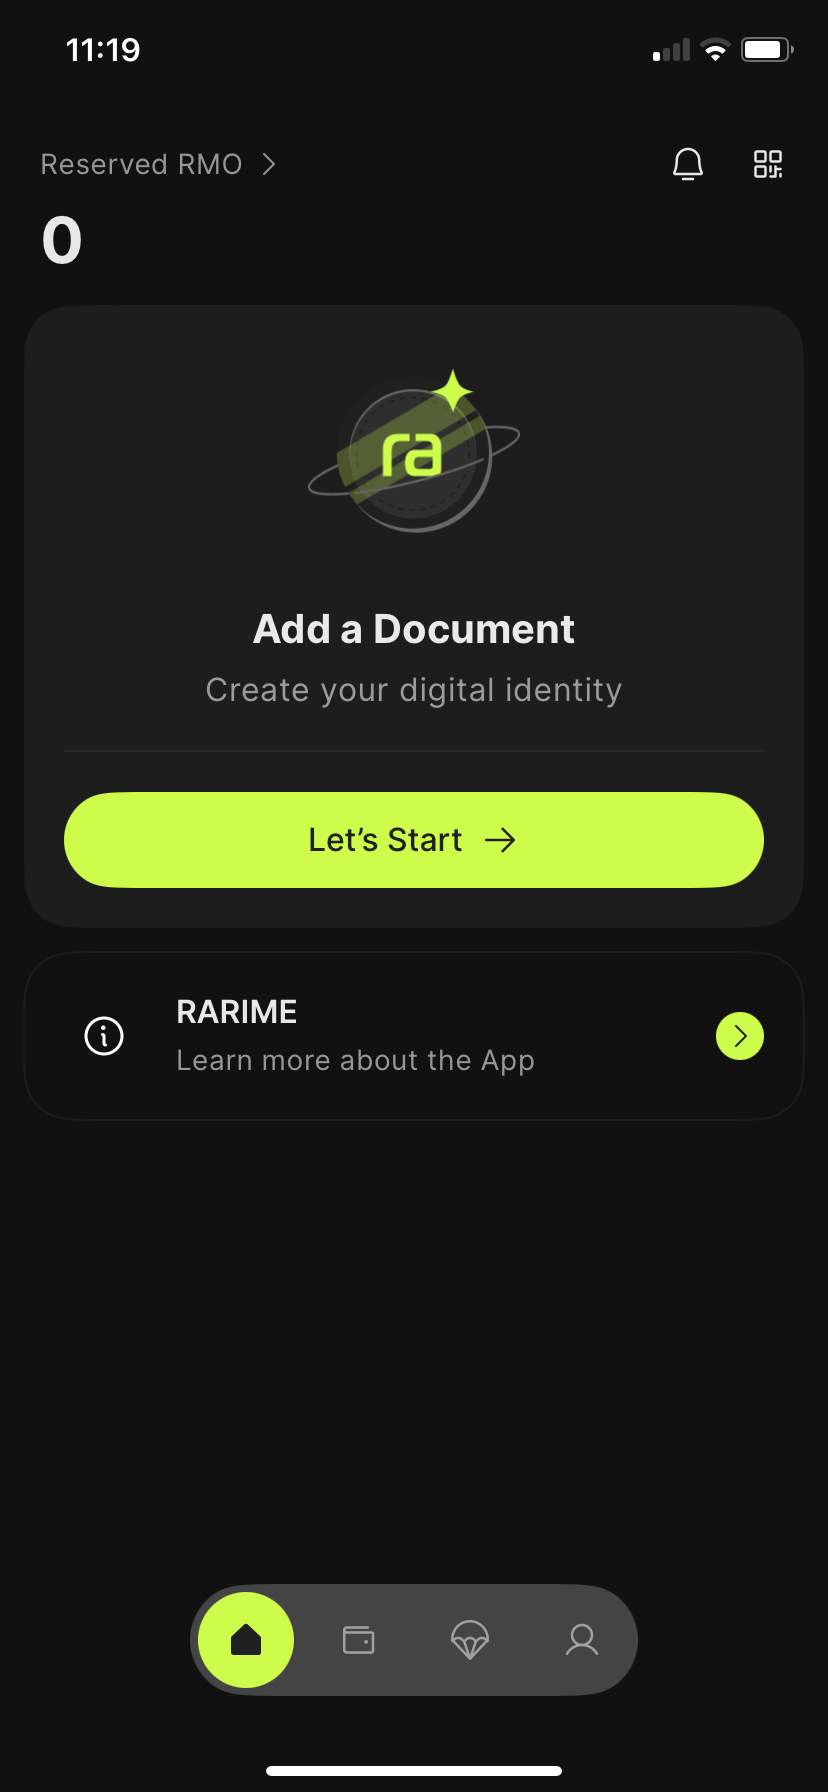 11:19
Reserved RMO
0
ra
Add a Document
Create your digital identity
Let’s Start
RARIME
Learn more about the App